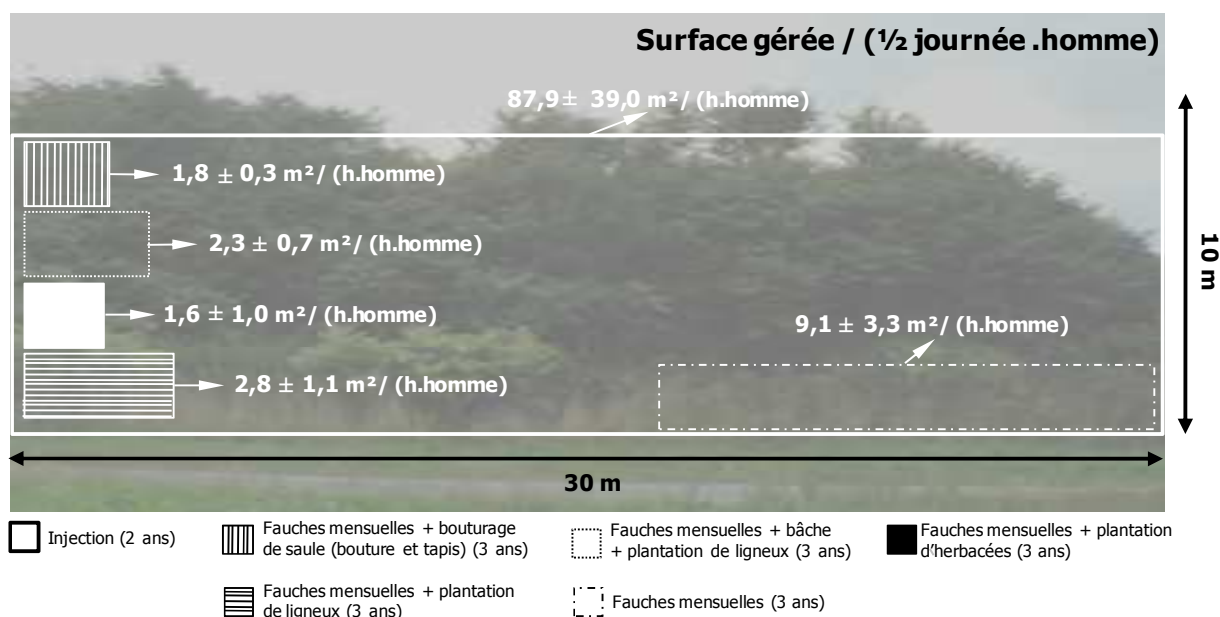 Surface gérée / (½ journée .homme)
87,9 ± 39,0 m²/ (h.homme)
1,8 ± 0,3 m²/ (h.homme)
2,3 ± 0,7 m²/ (h.homme)
1,6 ± 1,0 m²/ (h.homme)
9,1 ± 3,3 m²/ (h.homme)
2,8 ± 1,1 m²/ (h.homme)
10 m
30 m
Injection (2 ans)
Fauches mensuelles + bouturage
de saule (bouture et tapis) (3 ans)
Fauches mensuelles + bâche
+ plantation de ligneux (3 ans)
Fauches mensuelles + plantation
d'herbacées (3 ans)
Fauches mensuelles + plantation
de ligneux (3 ans)
Fauches mensuelles (3 ans)